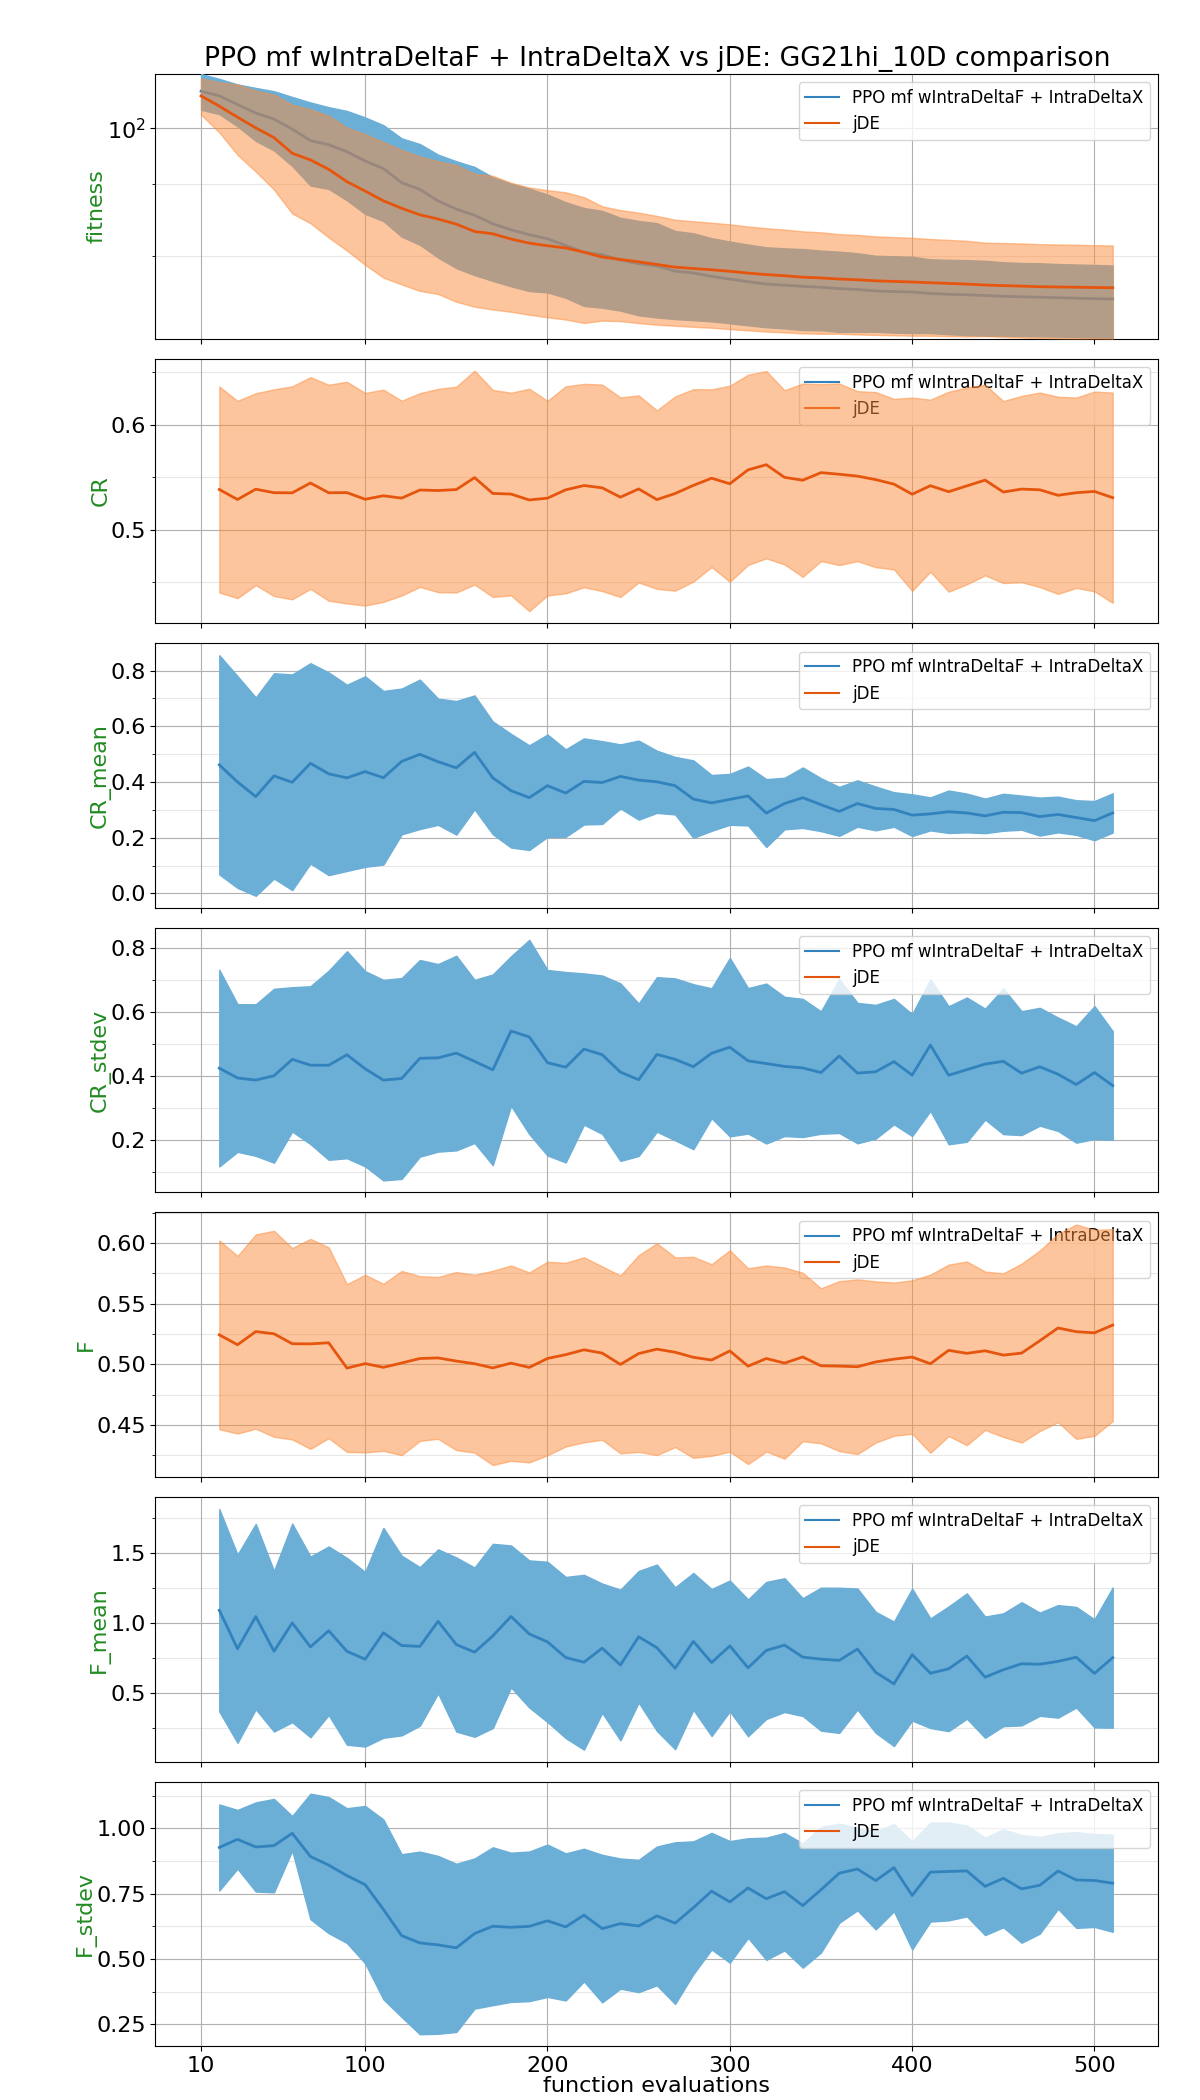 PPO mf wIntraDeltaF + IntraDeltaX vs jDE: GG21hi_10D comparison
PPO mf wIntraDeltaF + IntraDeltaX
jDE
10²
fitness
PPO mf wIntraDeltaF + IntraDeltaX
jDE
0.6
0.5
CR
PPO mf wIntraDeltaF + IntraDeltaX
jDE
0.8
0.6
0.4
0.2
0.0
CR_mean
PPO mf wIntraDeltaF + IntraDeltaX
jDE
0.8
0.6
0.4
0.2
CR_stdev
PPO mf wIntraDeltaF + IntraDeltaX
jDE
0.60
0.55
0.50
0.45
F
PPO mf wIntraDeltaF + IntraDeltaX
jDE
1.5
1.0
0.5
F_mean
PPO mf wIntraDeltaF + IntraDeltaX
jDE
1.00
0.75
0.50
0.25
F_stdev
10 100 200 300 400 500
function evaluations